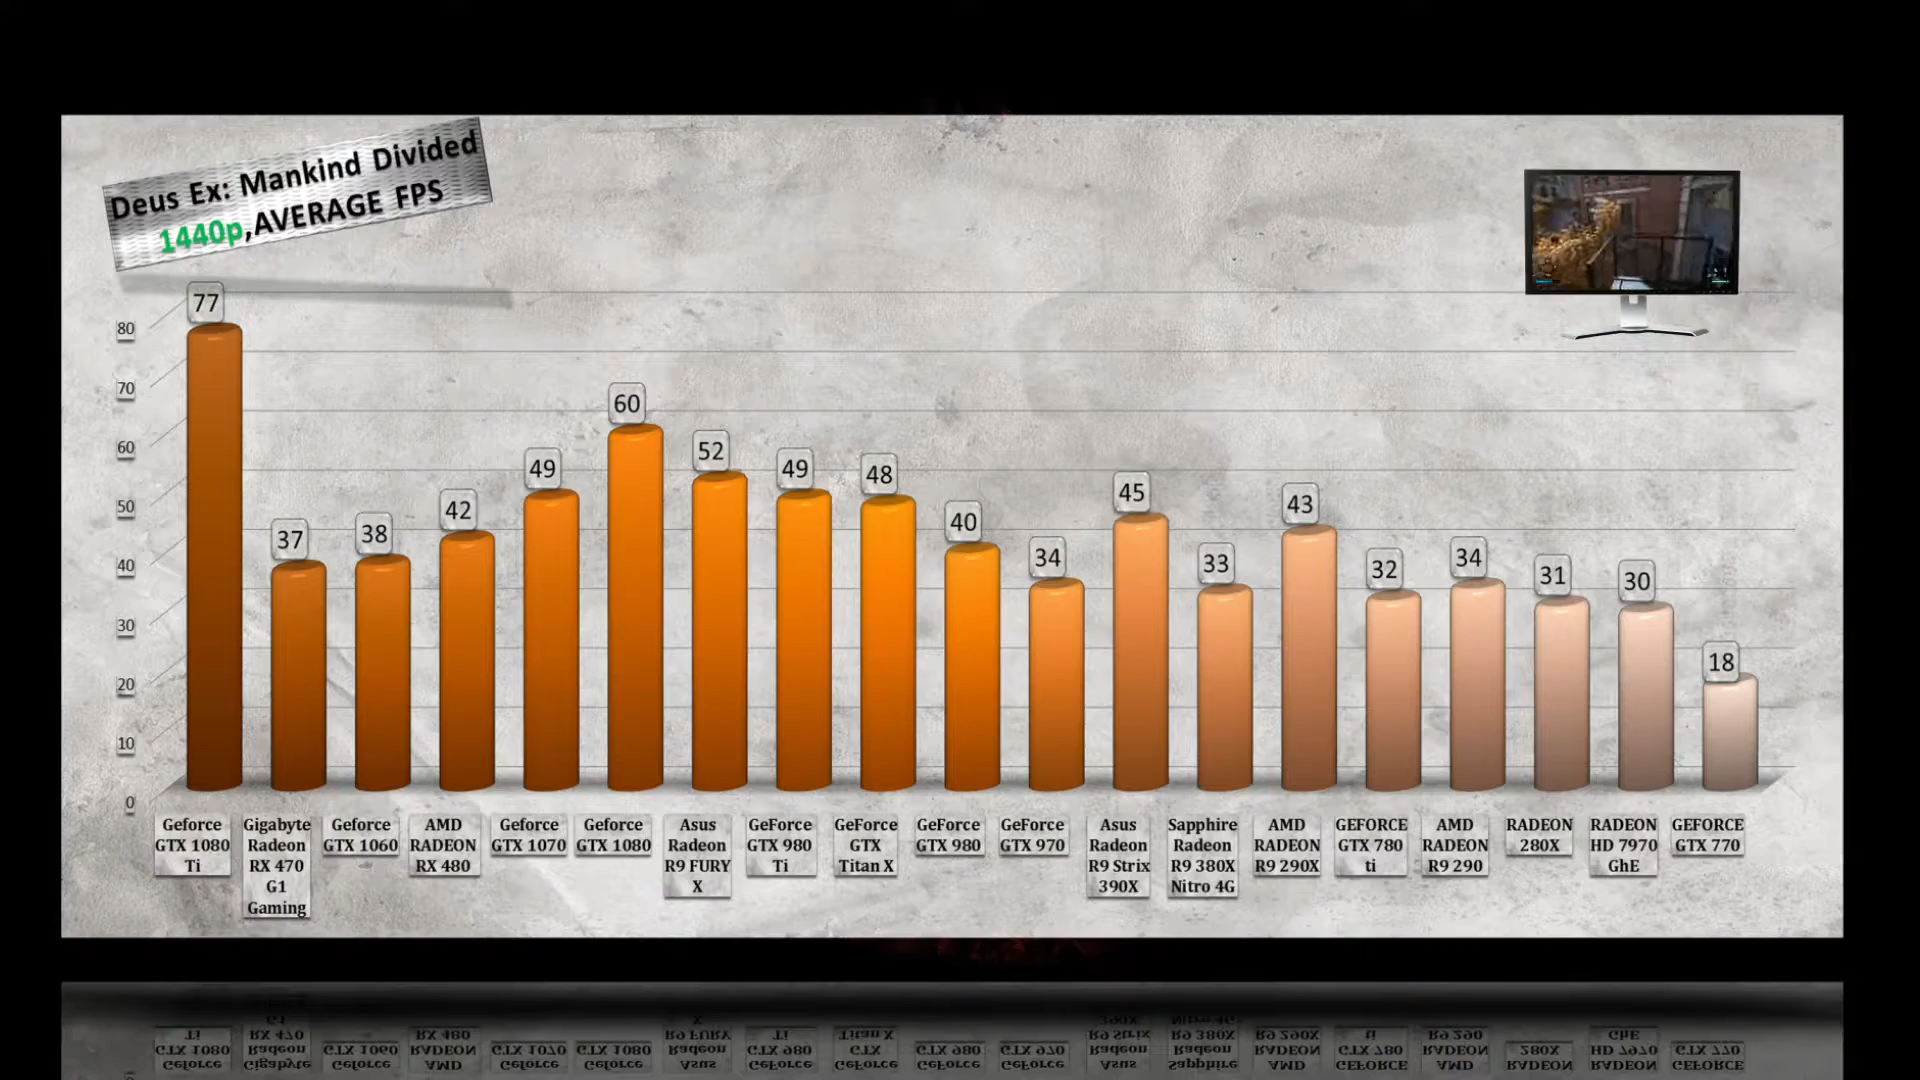 Deus Ex: Mankind Divided
1440p,AVERAGE FPS
80
70
60
50
40
30
20
10
0
77
37
38
42
49
60
52
49
48
40
34
45
33
43
32
34
31
30
18
Geforce
GTX 1080
Ti
Gigabyte
Radeon
RX 470
G1
Gaming
Geforce
GTX 1060
AMD
RADEON
RX 480
Geforce
GTX 1070
Geforce
GTX 1080
Asus
Radeon
R9 FURY
X
GeForce
GTX 980
Ti
GeForce
GTX
Titan X
GeForce
GTX 980
GeForce
GTX 970
Asus
Radeon
R9 Strix
390X
Sapphire
Radeon
R9 380X
Nitro 4G
AMD
RADEON
R9 290X
GEFORCE
GTX 780
ti
AMD
RADEON
R9 290
RADEON
280X
RADEON
HD 7970
GhE
GEFORCE
GTX 770